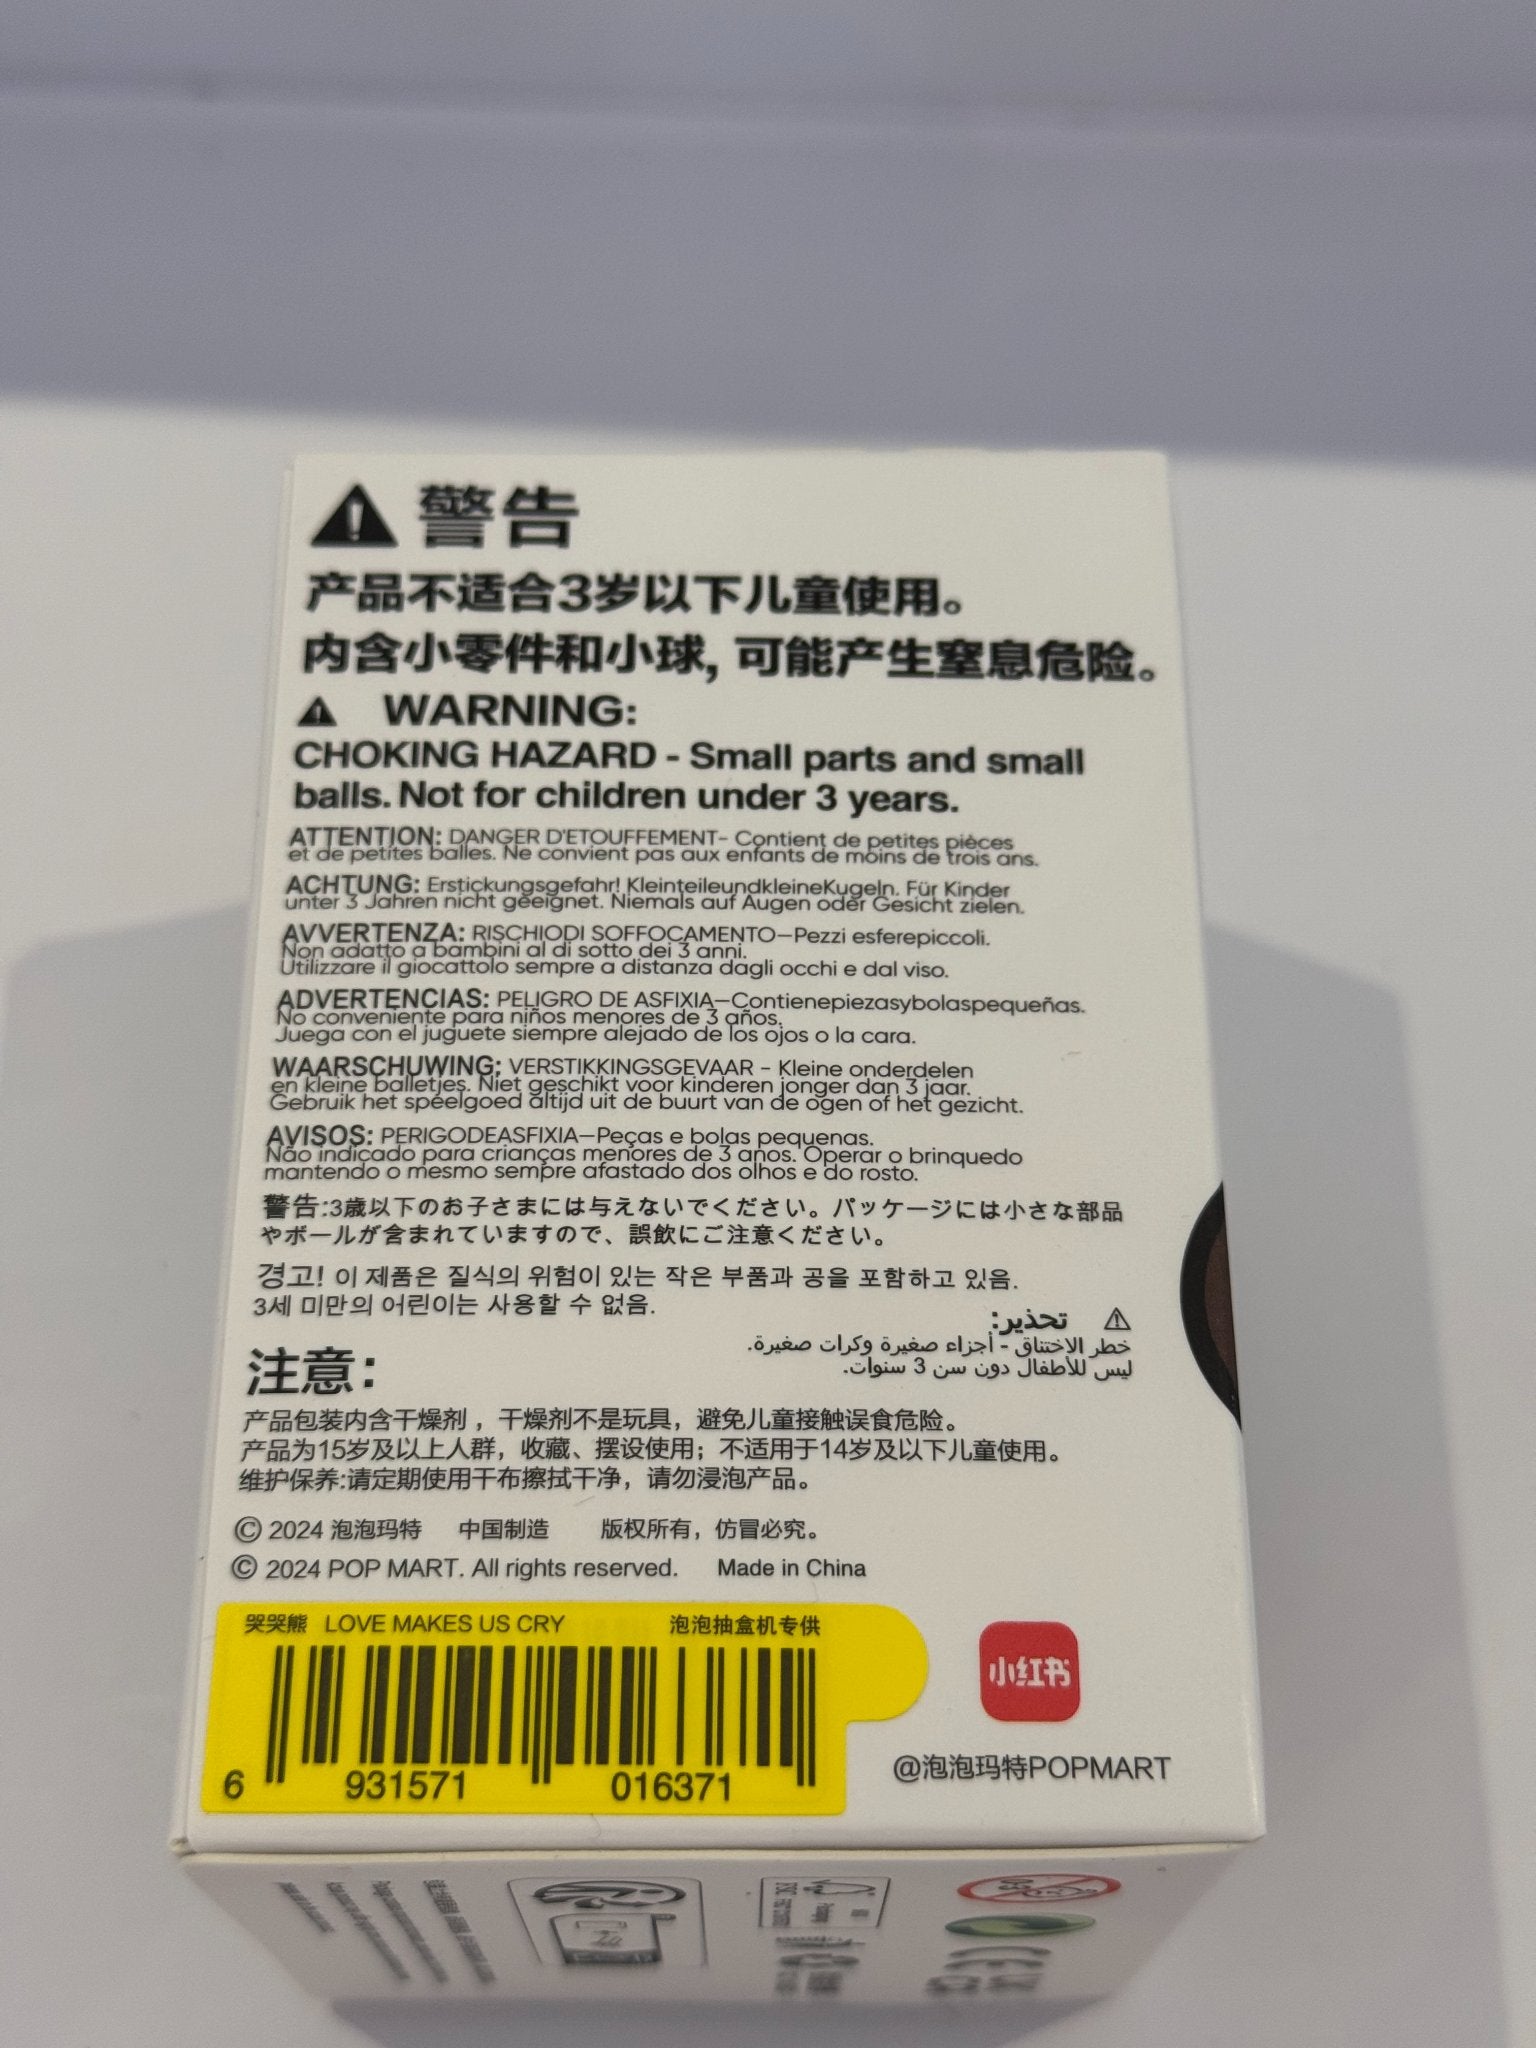 警告
产品不适合3岁以下儿童使用。
内含小零件和小球,可能产生窒息危险。
WARNING:
CHOKING HAZARD - Small parts and small
balls. Not for children under 3 years.
ATTENTION: DANGER D'ETOUFFEMENT- Contient de petites pièces
et de petites balles. Ne convient pas aux enfants de moins de trois ans.
ACHTUNG: Erstickungsgefahr! KleinteileundkleineKugeln. Für Kinder
unter 3 Jahren nicht geeignet. Niemals auf Augen oder Gesicht zielen.
AVVERTENZA: RISCHIODI SOFFOCAMENTO—Pezzi esferepiccoli.
Non adatto a bambini al di sotto dei 3 anni.
Utilizzare il giocattolo sempre a distanza dagli occhi e dal viso.
ADVERTENCIAS: PELIGRO DE ASFIXIA—Contienepiezasybolaspequeñas.
No conveniente para niños menores de 3 años.
Juega con el juguete siempre alejado de los ojos o la cara.
WAARSCHUWING: VERSTIKKINGSGEVAAR - Kleine onderdelen
en kleine balletjes. Niet geschikt voor kinderen jonger dan 3 jaar.
Gebruik het speelgoed altijd uit de buurt van de ogen of het gezicht.
AVISOS: PERIGODEASFIXIA—Peças e bolas pequenas.
Não indicado para crianças menores de 3 anos. Operar o brinquedo
mantendo o mesmo sempre afastado dos olhos e do rosto.
警告:3歳以下のお子さまには与えないでください。パッケージには小さな部品
やボールが含まれていますので、誤飲にご注意ください。
경고! 이 제품은 질식의 위험이 있는 작은 부품과 공을 포함하고 있음.
3세 미만의 어린이는 사용할 수 없음.
تحذير:
خطر الاختناق - أجزاء صغيرة وكرات صغيرة.
ليس للأطفال دون سن 3 سنوات.
注意:
产品包装内含干燥剂，干燥剂不是玩具，避免儿童接触误食危险。
产品为15岁及以上人群，收藏、摆设使用；不适用于14岁及以下儿童使用。
维护保养:请定期使用干布擦拭干净，请勿浸泡产品。
© 2024 泡泡玛特 中国制造 版权所有，仿冒必究。
© 2024 POP MART. All rights reserved. Made in China
哭哭熊 LOVE MAKES US CRY 泡泡抽盒机专供
6 931571 016371
小红书
@泡泡玛特POPMART